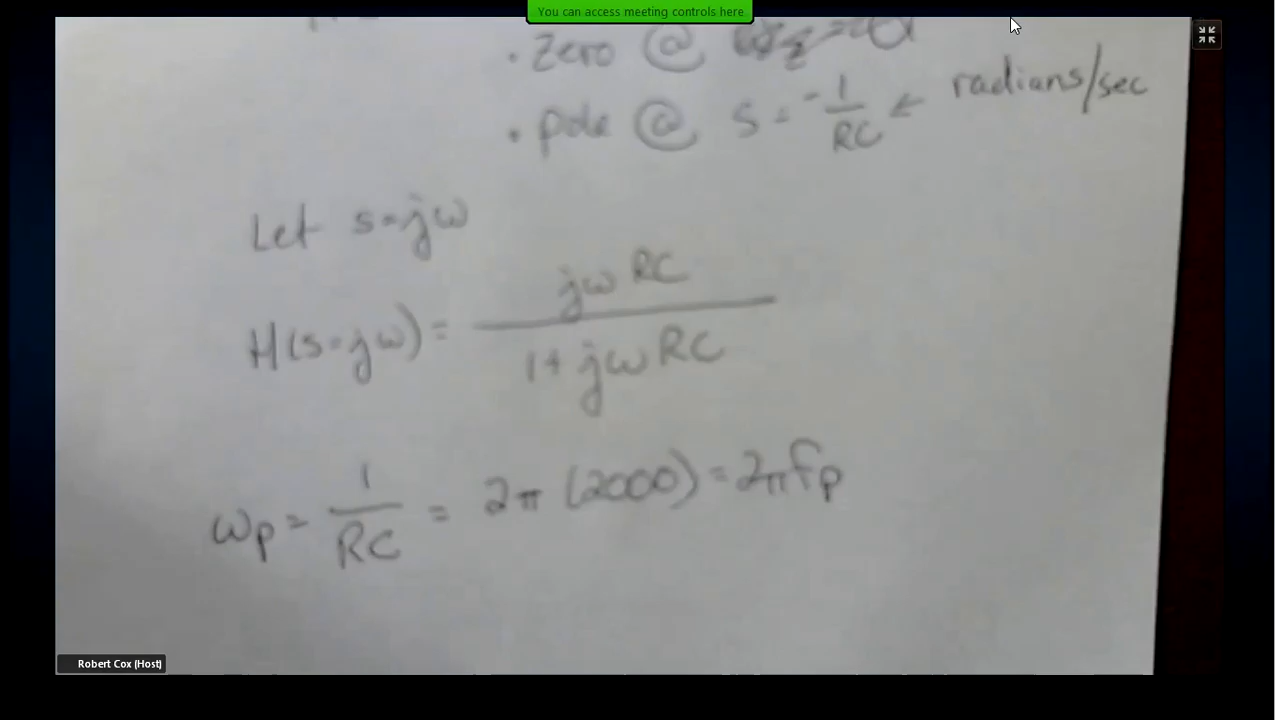 You can access meeting controls here
• Zero @
• pole @ s = -1/RC ← radians/sec
Let s=jω
H(s=jω) = jωRC / 1+jωRC
ωp = 1/RC = 2π (2000) = 2πfp
Robert Cox (Host)